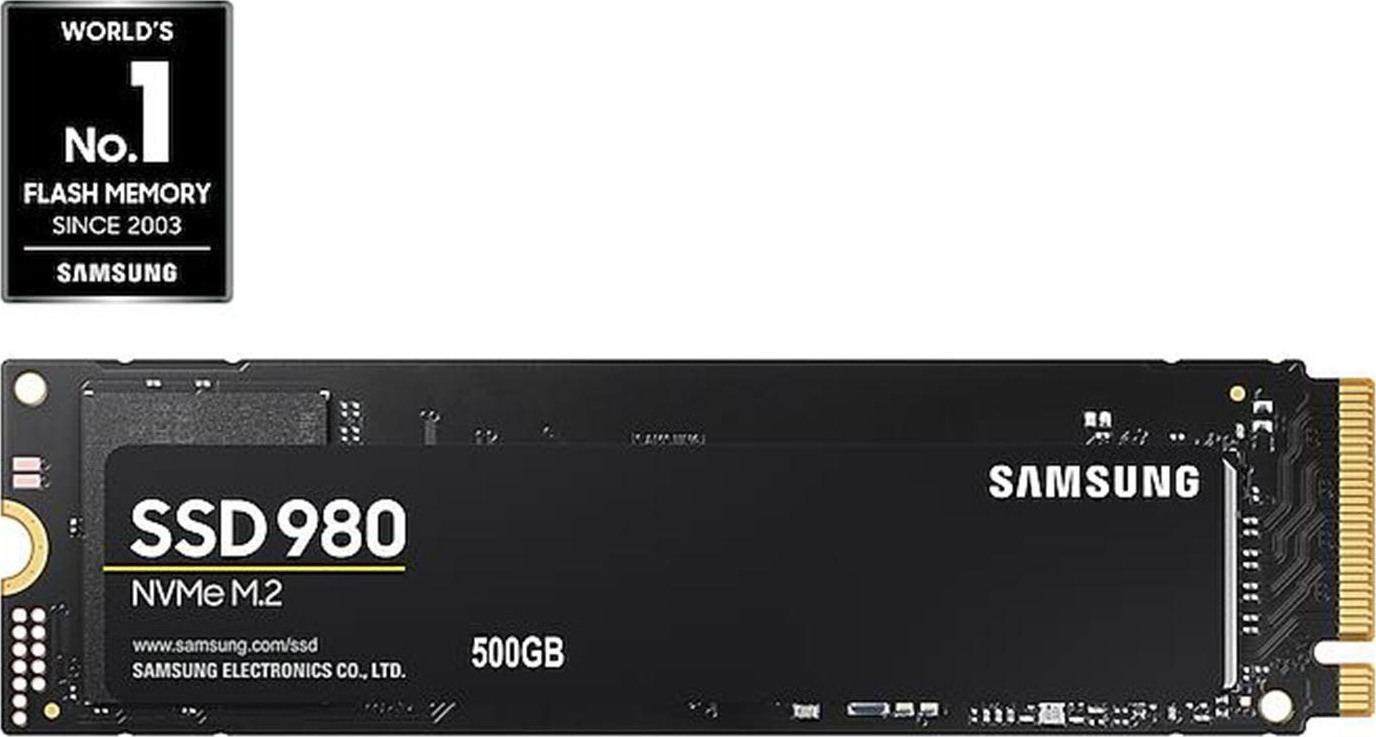 WORLD'S
No.1
FLASH MEMORY
SINCE 2003
SAMSUNG
SAMSUNG
SSD 980
NVMe M.2
www.samsung.com/ssd
SAMSUNG ELECTRONICS CO., LTD.
500GB